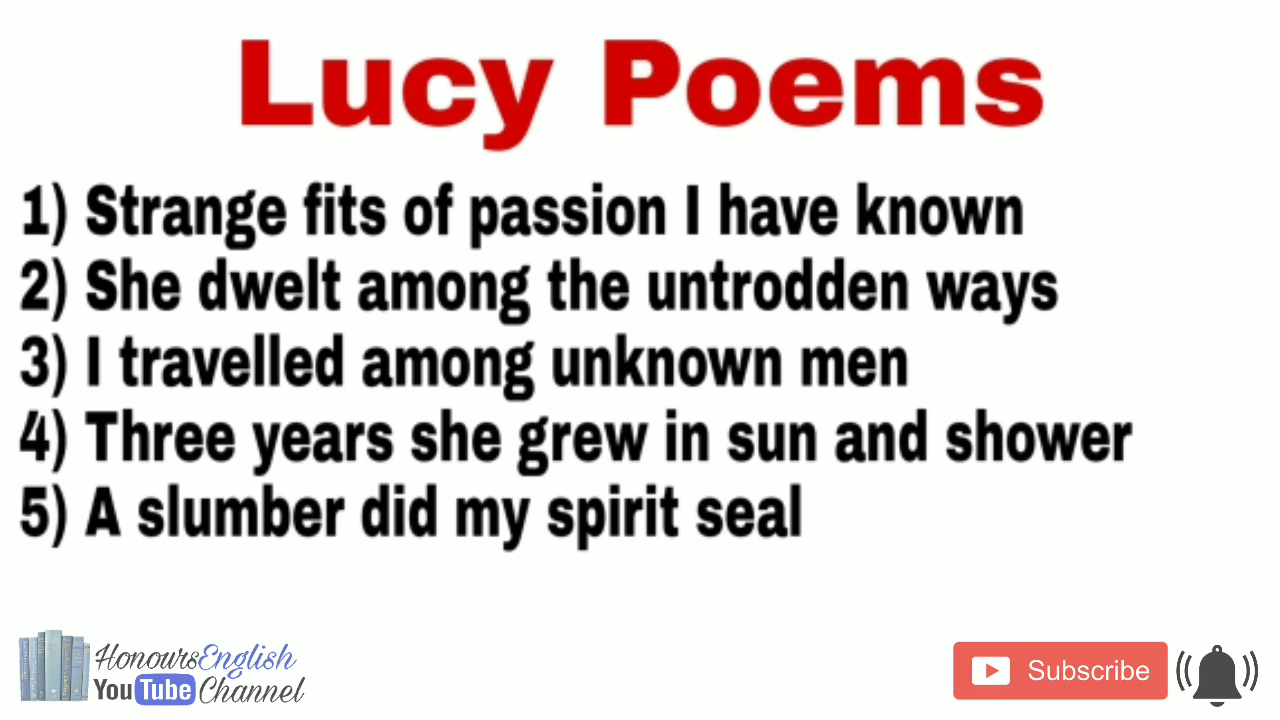 Lucy Poems
1) Strange fits of passion I have known
2) She dwelt among the untrodden ways
3) I travelled among unknown men
4) Three years she grew in sun and shower
5) A slumber did my spirit seal
HonoursEnglish
YouTube Channel
Subscribe